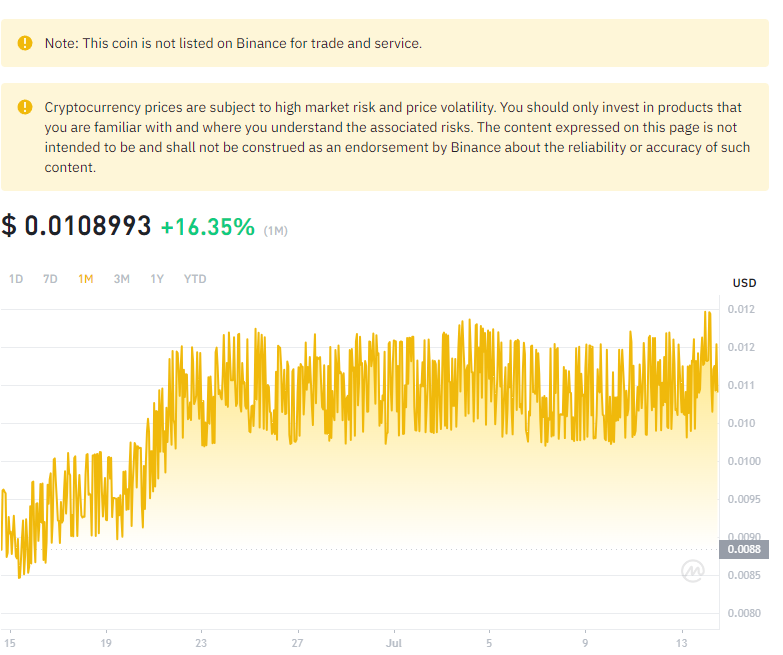 Note: This coin is not listed on Binance for trade and service.
Cryptocurrency prices are subject to high market risk and price volatility. You should only invest in products that
you are familiar with and where you understand the associated risks. The content expressed on this page is not
intended to be and shall not be construed as an endorsement by Binance about the reliability or accuracy of such
content.
$ 0.0108993 +16.35% (1M)
1D 7D 1M 3M 1Y YTD
USD
0.012
0.012
0.011
0.010
0.0100
0.0095
0.0090
0.0088
0.0085
0.0080
15 19 23 27 Jul 5 9 13